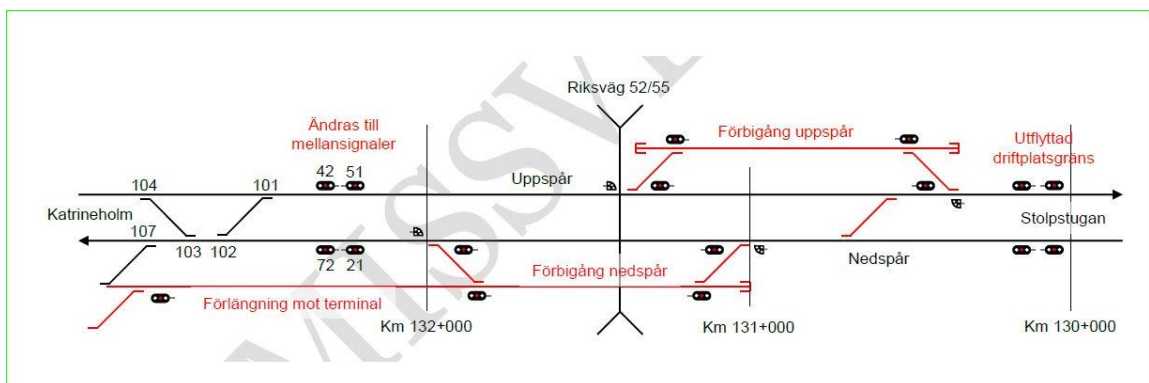 Riksväg 52/55
Ändras till
mellansignaler
Förbigång uppspår
Utflyttad
driftplatsgräns
42 51
104 101
Uppspår
Katrineholm
Stolpstugan
107
103 102
72 21
Nedspår
Förbigång nedspår
Förlängning mot terminal
Km 132+000
Km 131+000
Km 130+000